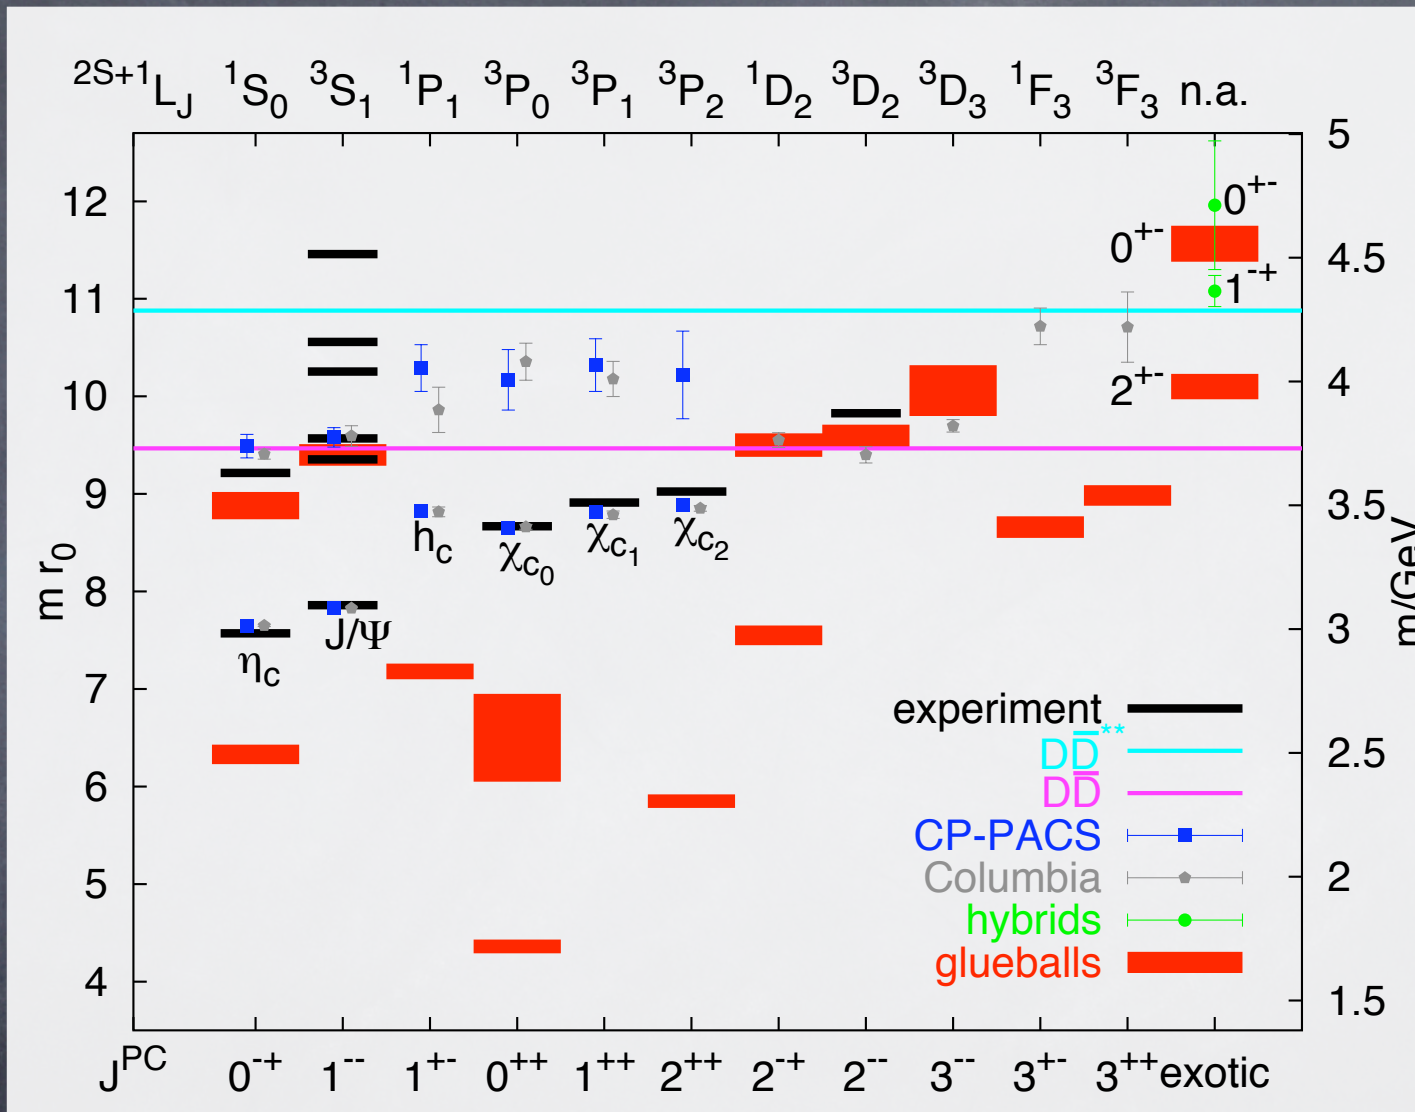 2S+1LJ 1S0 3S1 1P1 3P0 3P1 3P2 1D2 3D2 3D3 1F3 3F3 n.a.
5
12
0+-
0+-
4.5
11
1-+
10
2+-
4
9
3.5
hc
χc0
χc1
χc2
m r0
m/GeV
8
3
J/Ψ
ηc
7
experiment
2.5
DD̅**
6
DD̅
CP-PACS
5
Columbia
2
hybrids
glueballs
4
1.5
JPC 0-+ 1-- 1+- 0++ 1++ 2++ 2-+ 2-- 3-- 3+- 3++ exotic